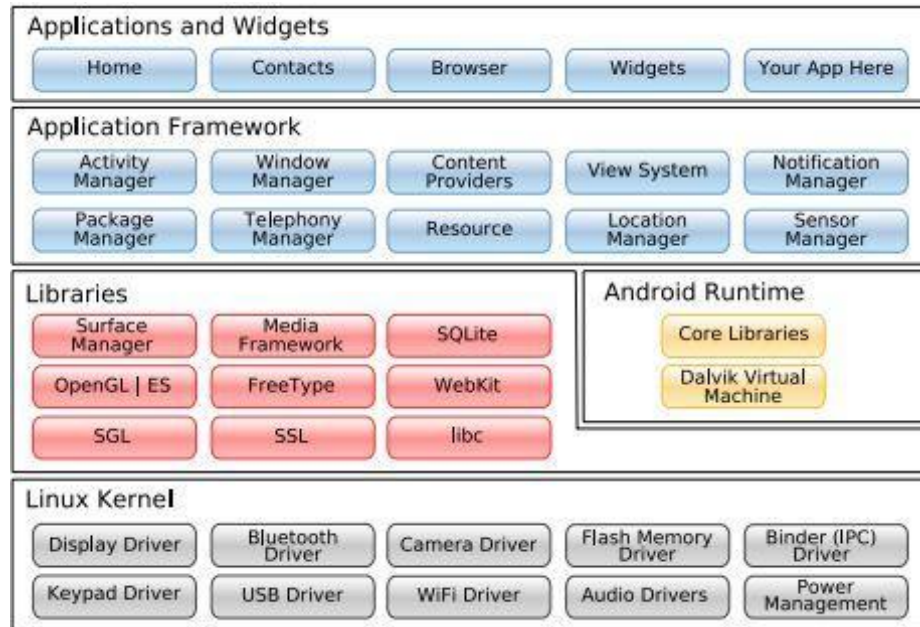 Applications and Widgets
Home
Contacts
Browser
Widgets
Your App Here
Application Framework
Activity
Manager
Window
Manager
Content
Providers
View System
Notification
Manager
Package
Manager
Telephony
Manager
Resource
Location
Manager
Sensor
Manager
Libraries
Surface
Manager
Media
Framework
SQLite
OpenGL | ES
FreeType
WebKit
SGL
SSL
libc
Android Runtime
Core Libraries
Dalvik Virtual
Machine
Linux Kernel
Display Driver
Bluetooth
Driver
Camera Driver
Flash Memory
Driver
Binder (IPC)
Driver
Keypad Driver
USB Driver
WiFi Driver
Audio Drivers
Power
Management